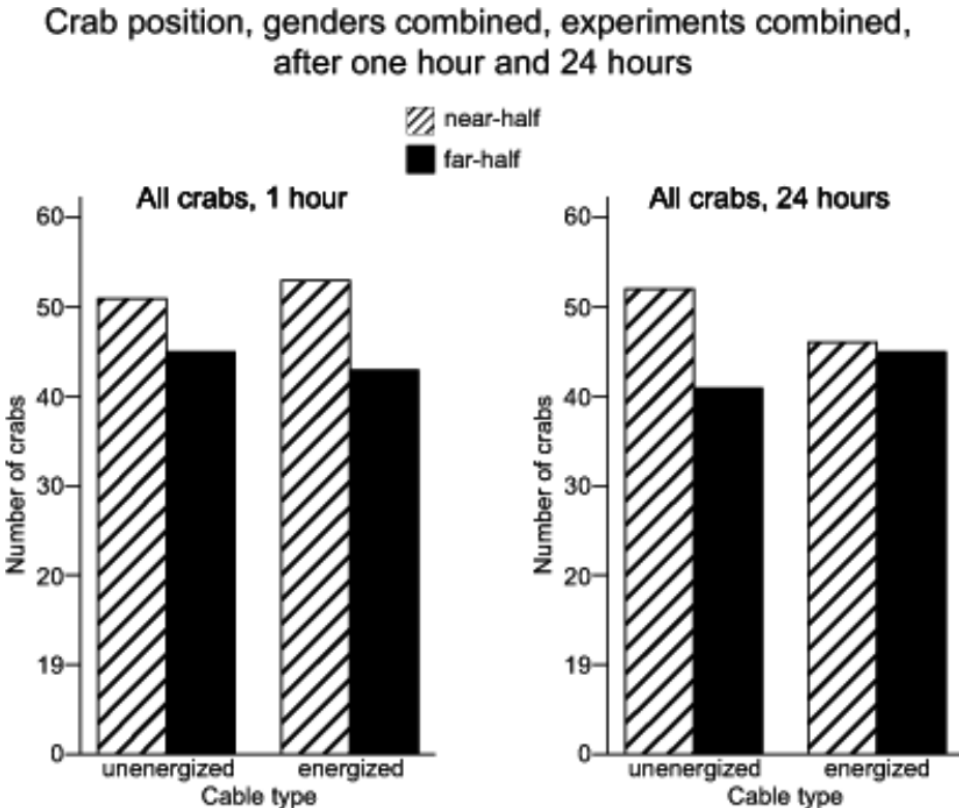 Crab position, genders combined, experiments combined,
after one hour and 24 hours
near-half
far-half
All crabs, 1 hour
60
50
40
30
20
19
0
Number of crabs
unenergized
energized
Cable type
All crabs, 24 hours
60
50
40
30
20
19
0
Number of crabs
unenergized
energized
Cable type